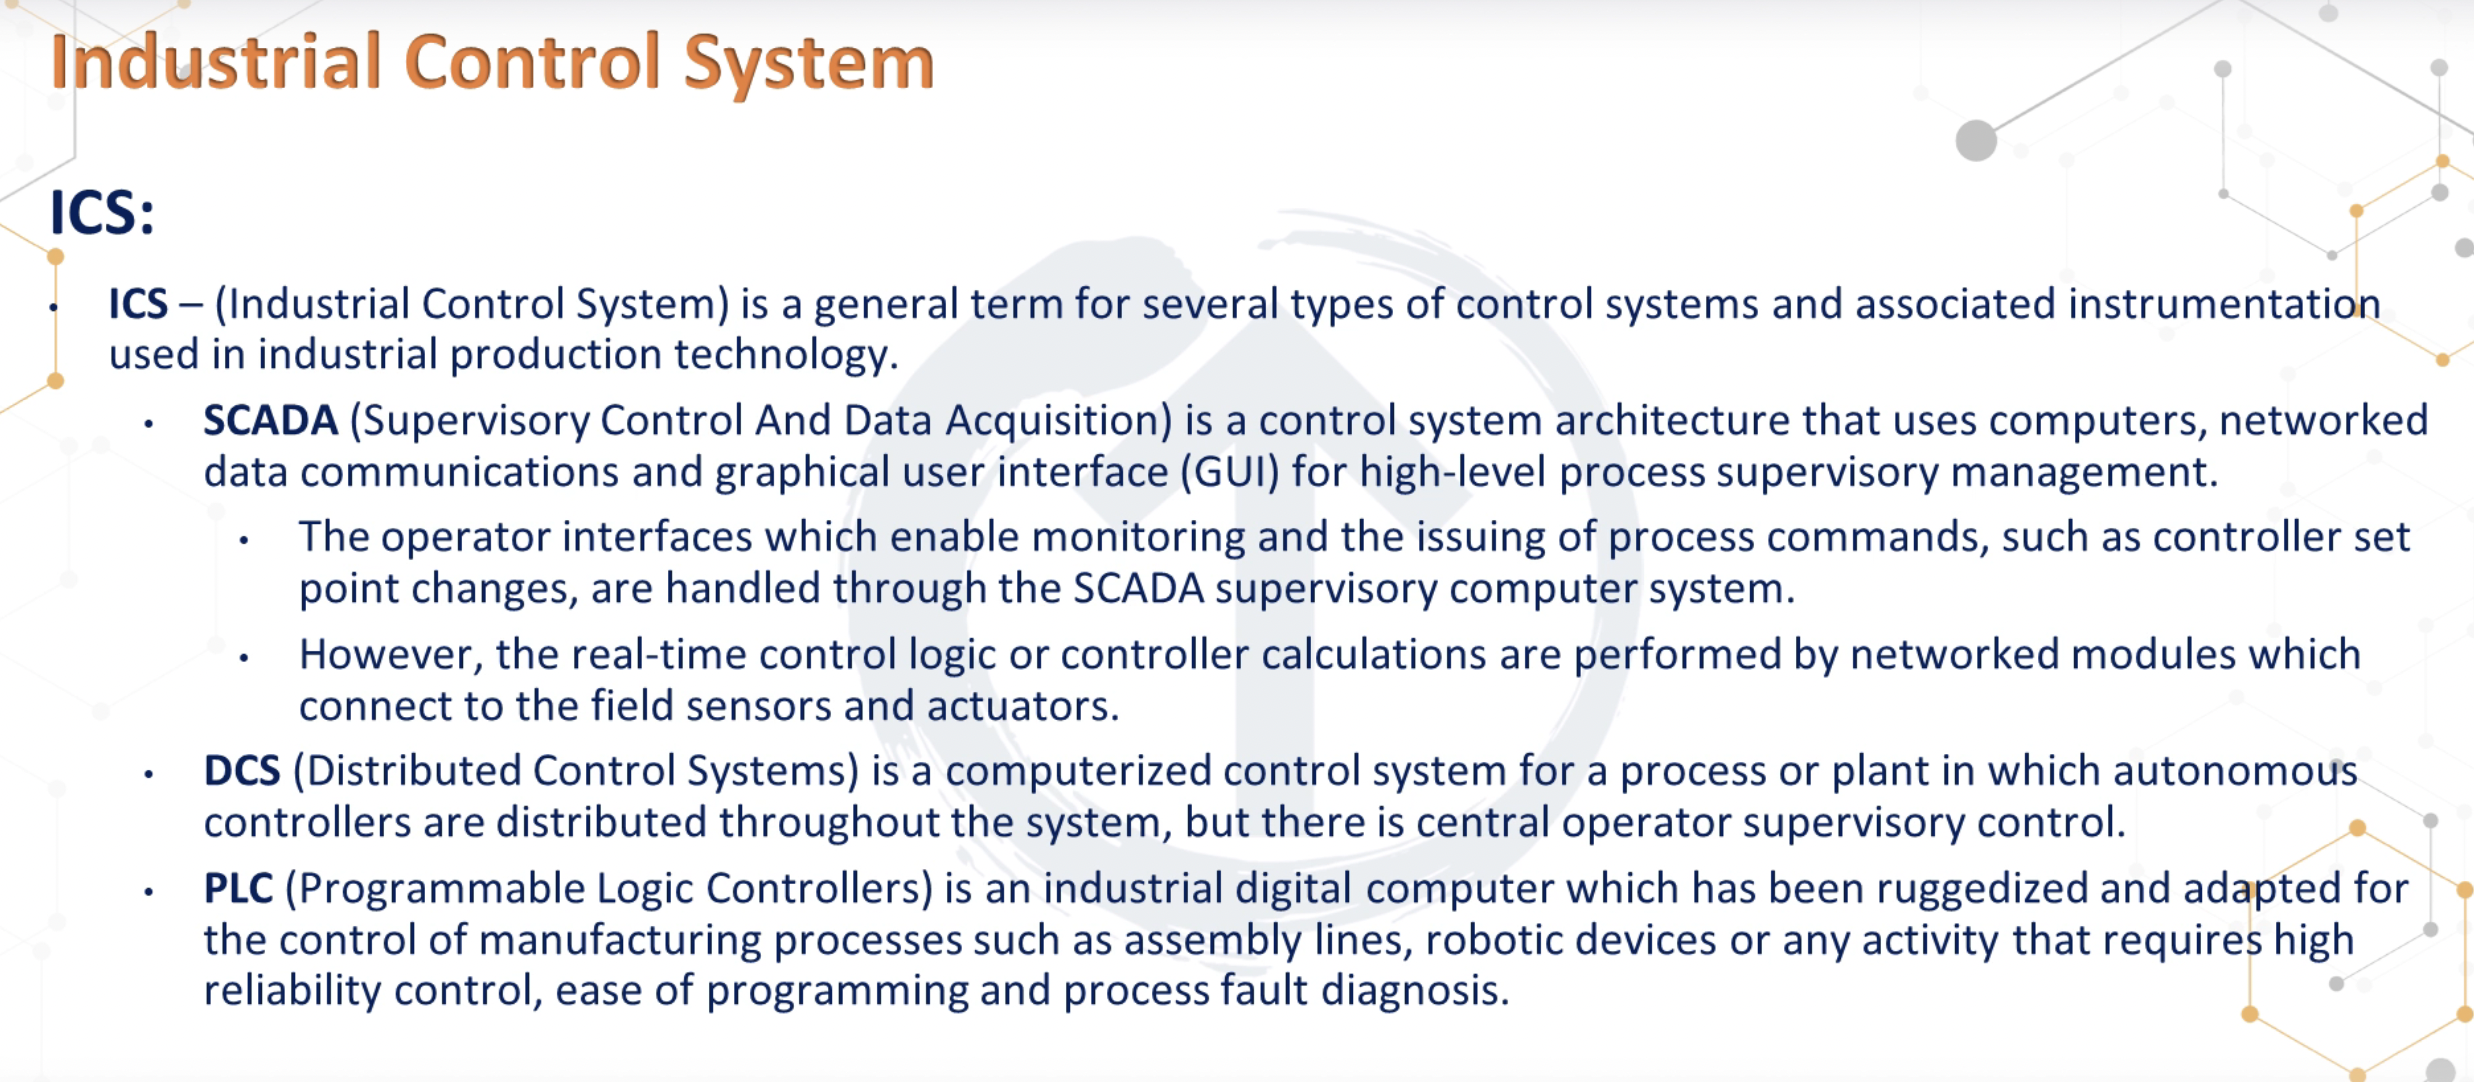 Industrial Control System
ICS:
• ICS – (Industrial Control System) is a general term for several types of control systems and associated instrumentation
used in industrial production technology.
• SCADA (Supervisory Control And Data Acquisition) is a control system architecture that uses computers, networked
data communications and graphical user interface (GUI) for high-level process supervisory management.
• The operator interfaces which enable monitoring and the issuing of process commands, such as controller set
point changes, are handled through the SCADA supervisory computer system.
• However, the real-time control logic or controller calculations are performed by networked modules which
connect to the field sensors and actuators.
• DCS (Distributed Control Systems) is a computerized control system for a process or plant in which autonomous
controllers are distributed throughout the system, but there is central operator supervisory control.
• PLC (Programmable Logic Controllers) is an industrial digital computer which has been ruggedized and adapted for
the control of manufacturing processes such as assembly lines, robotic devices or any activity that requires high
reliability control, ease of programming and process fault diagnosis.